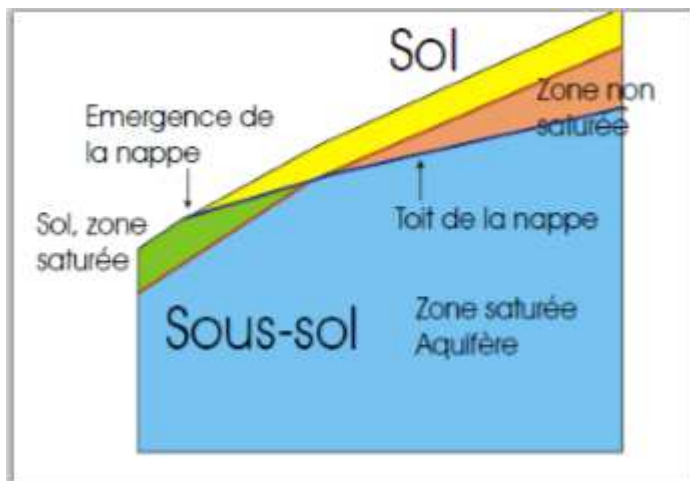 Sol
Zone non
saturée
Emergence de
la nappe
Sol, zone
saturée
Toit de la nappe
Sous-sol
Zone saturée
Aquifère